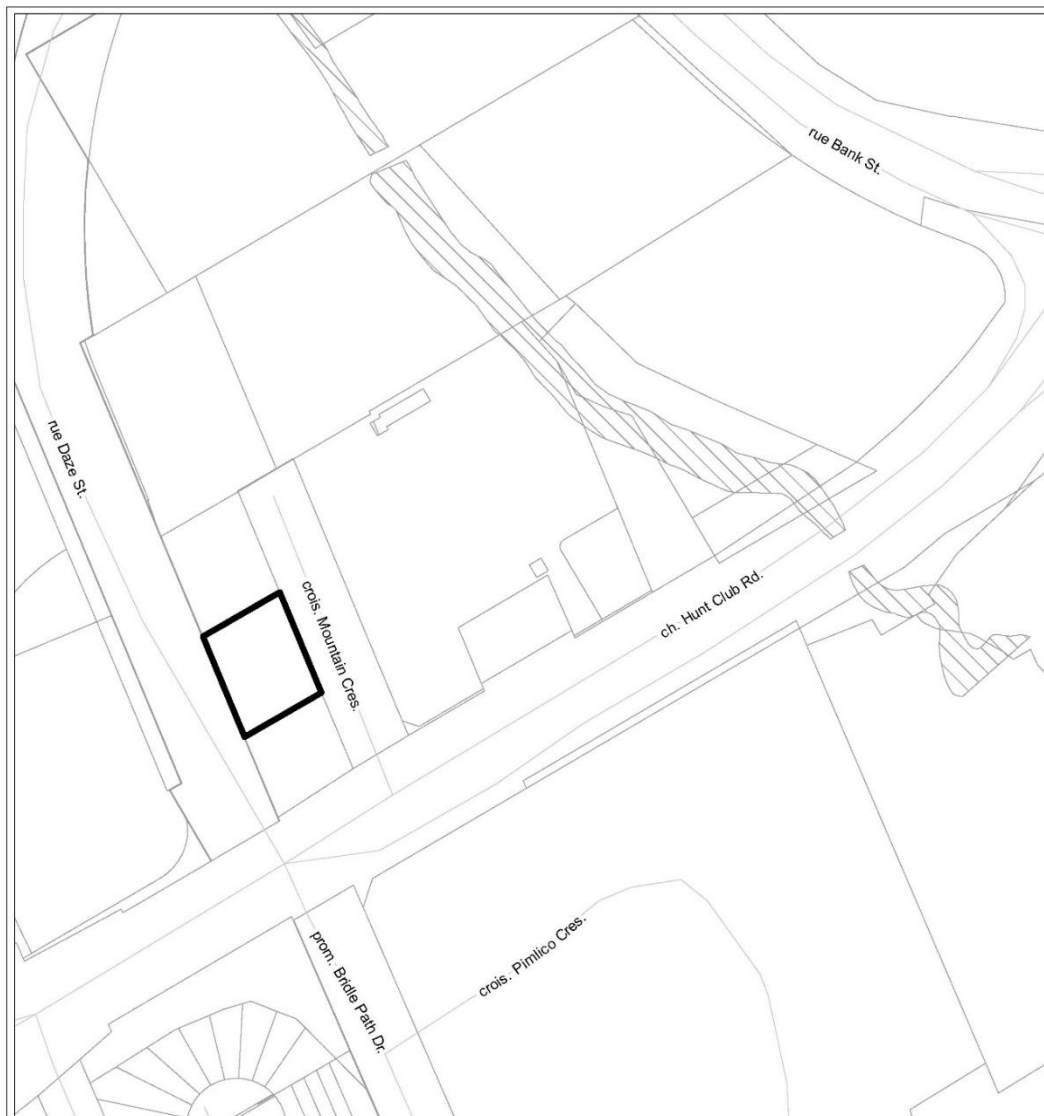 rue Bank St.
rue Daze St.
crois. Mountain Cres.
ch. Hunt Club Rd.
prom. Bridle Path Dr.
crois. Pimlico Cres.